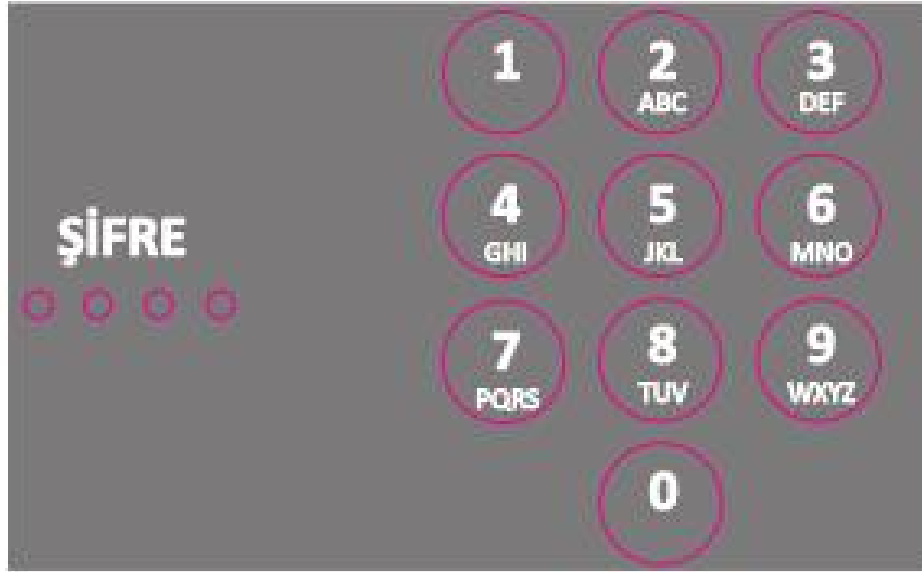 ŞİFRE
1 2 3
ABC DEF
4 5 6
GHI JKL MNO
7 8 9
PQRS TUV WXYZ
0